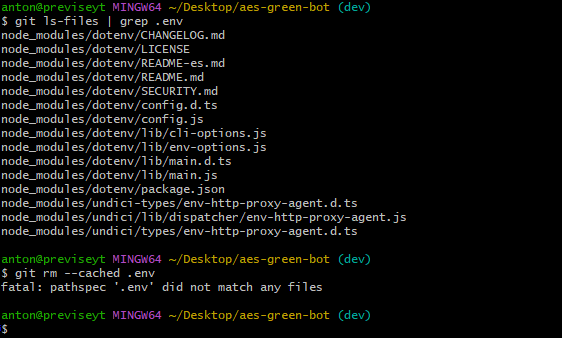 anton@previseyt MINGW64 ~/Desktop/aes-green-bot (dev)
$ git ls-files | grep .env
node_modules/dotenv/CHANGELOG.md
node_modules/dotenv/LICENSE
node_modules/dotenv/README-es.md
node_modules/dotenv/README.md
node_modules/dotenv/SECURITY.md
node_modules/dotenv/config.d.ts
node_modules/dotenv/config.js
node_modules/dotenv/lib/cli-options.js
node_modules/dotenv/lib/env-options.js
node_modules/dotenv/lib/main.d.ts
node_modules/dotenv/lib/main.js
node_modules/dotenv/package.json
node_modules/undici-types/env-http-proxy-agent.d.ts
node_modules/undici/lib/dispatcher/env-http-proxy-agent.js
node_modules/undici/types/env-http-proxy-agent.d.ts
anton@previseyt MINGW64 ~/Desktop/aes-green-bot (dev)
$ git rm --cached .env
fatal: pathspec '.env' did not match any files
anton@previseyt MINGW64 ~/Desktop/aes-green-bot (dev)
$